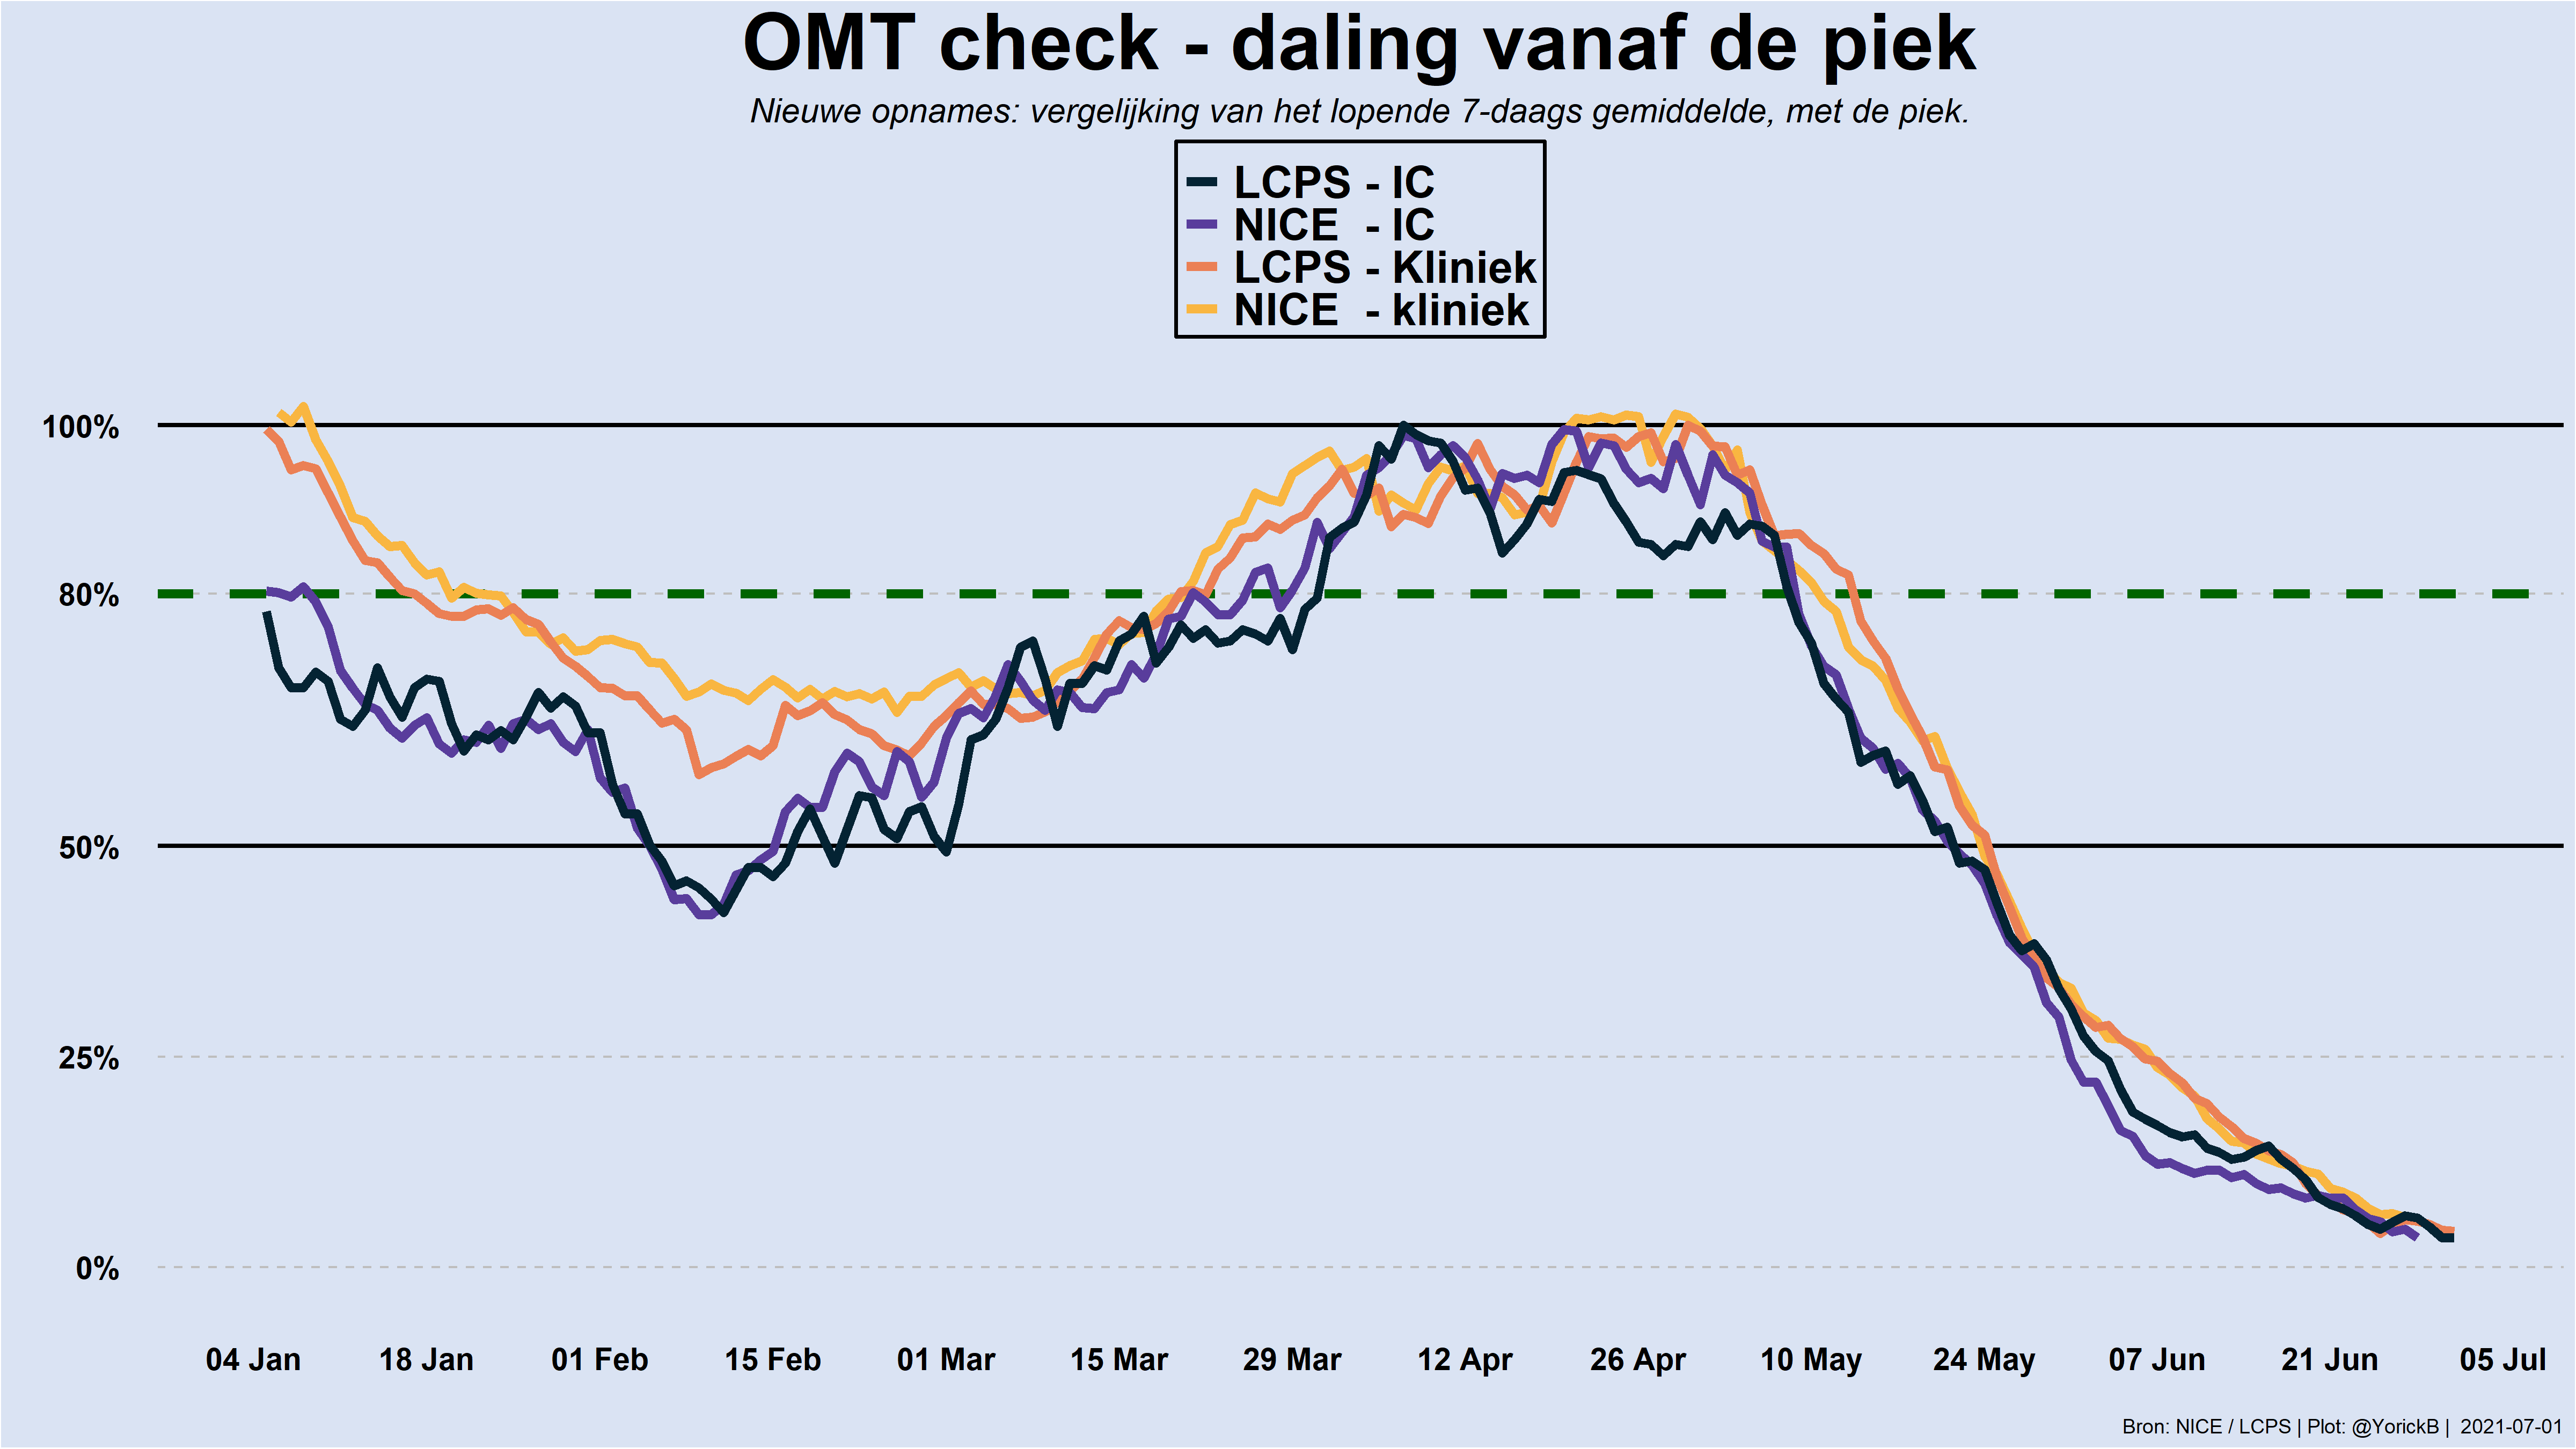 OMT check - daling vanaf de piek
Nieuwe opnames: vergelijking van het lopende 7-daags gemiddelde, met de piek.
LCPS - IC
NICE - IC
LCPS - Kliniek
NICE - kliniek
100%
80%
50%
25%
0%
04 Jan 18 Jan 01 Feb 15 Feb 01 Mar 15 Mar 29 Mar 12 Apr 26 Apr 10 May 24 May 07 Jun 21 Jun 05 Jul
Bron: NICE / LCPS | Plot: @YorickB | 2021-07-01